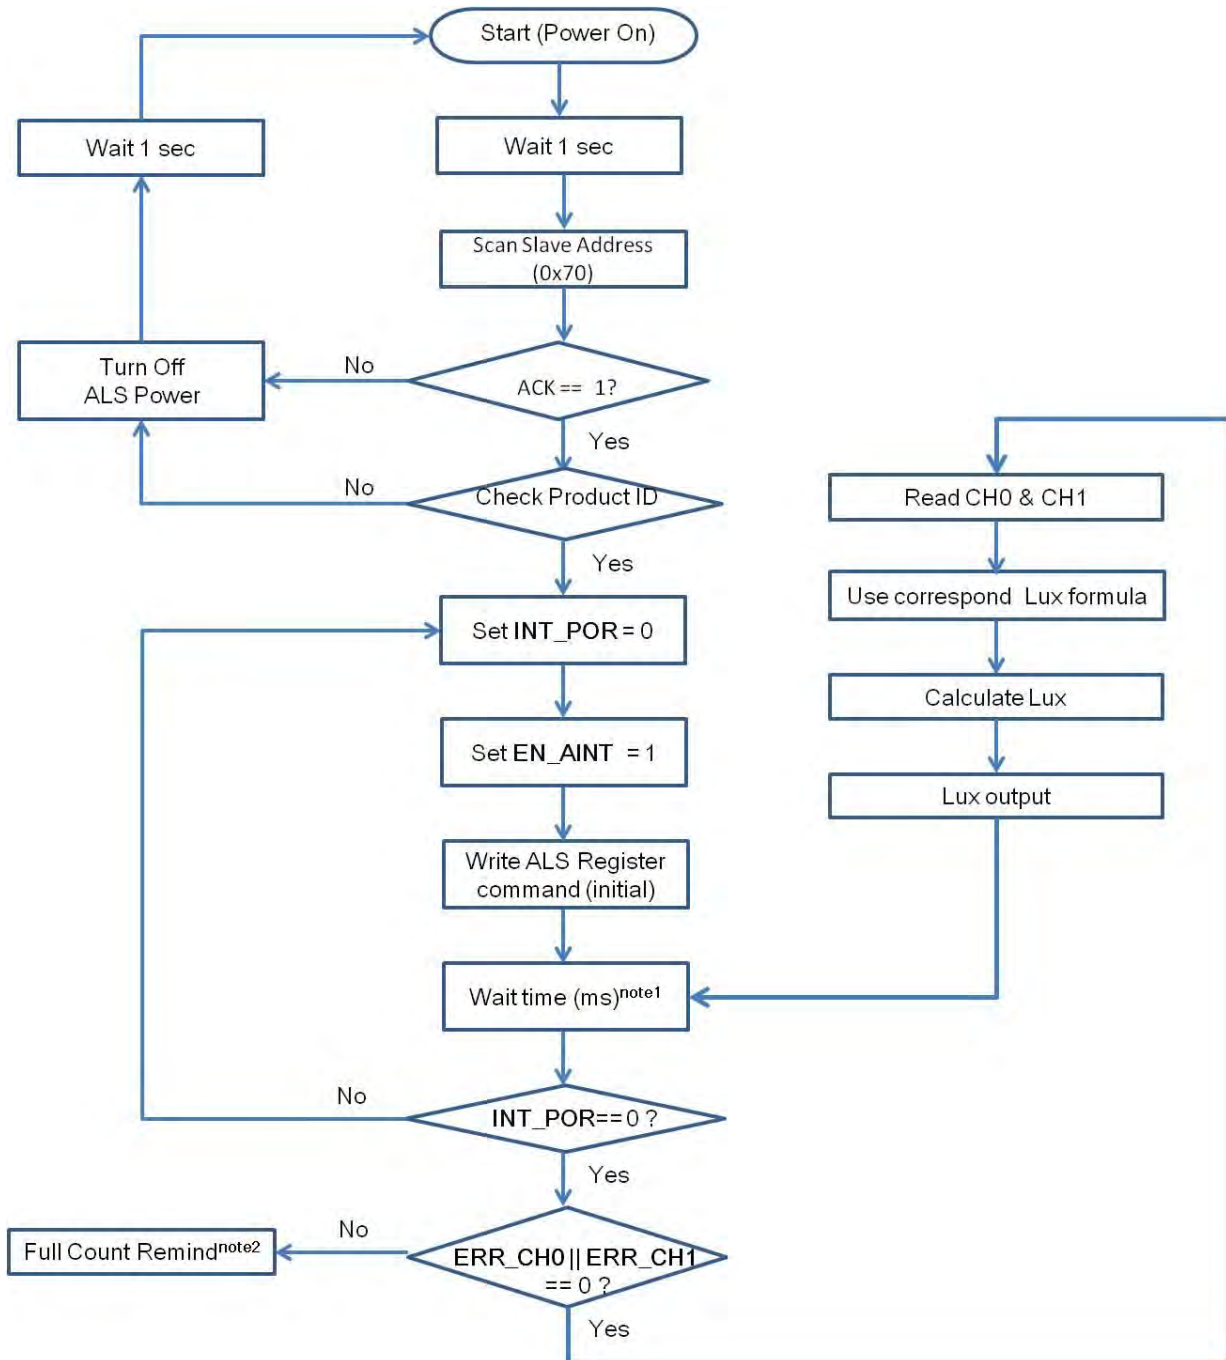 Start (Power On)
Wait 1 sec
Wait 1 sec
Scan Slave Address
(0x70)
Turn Off
ALS Power
No
ACK == 1?
Yes
No
Check Product ID
Yes
Set INT_POR = 0
Set EN_AINT = 1
Write ALS Register
command (initial)
Wait time (ms)note1
No
INT_POR==0 ?
Yes
Full Count Remindnote2
No
ERR_CH0 || ERR_CH1
== 0 ?
Yes
Read CH0 & CH1
Use correspond Lux formula
Calculate Lux
Lux output